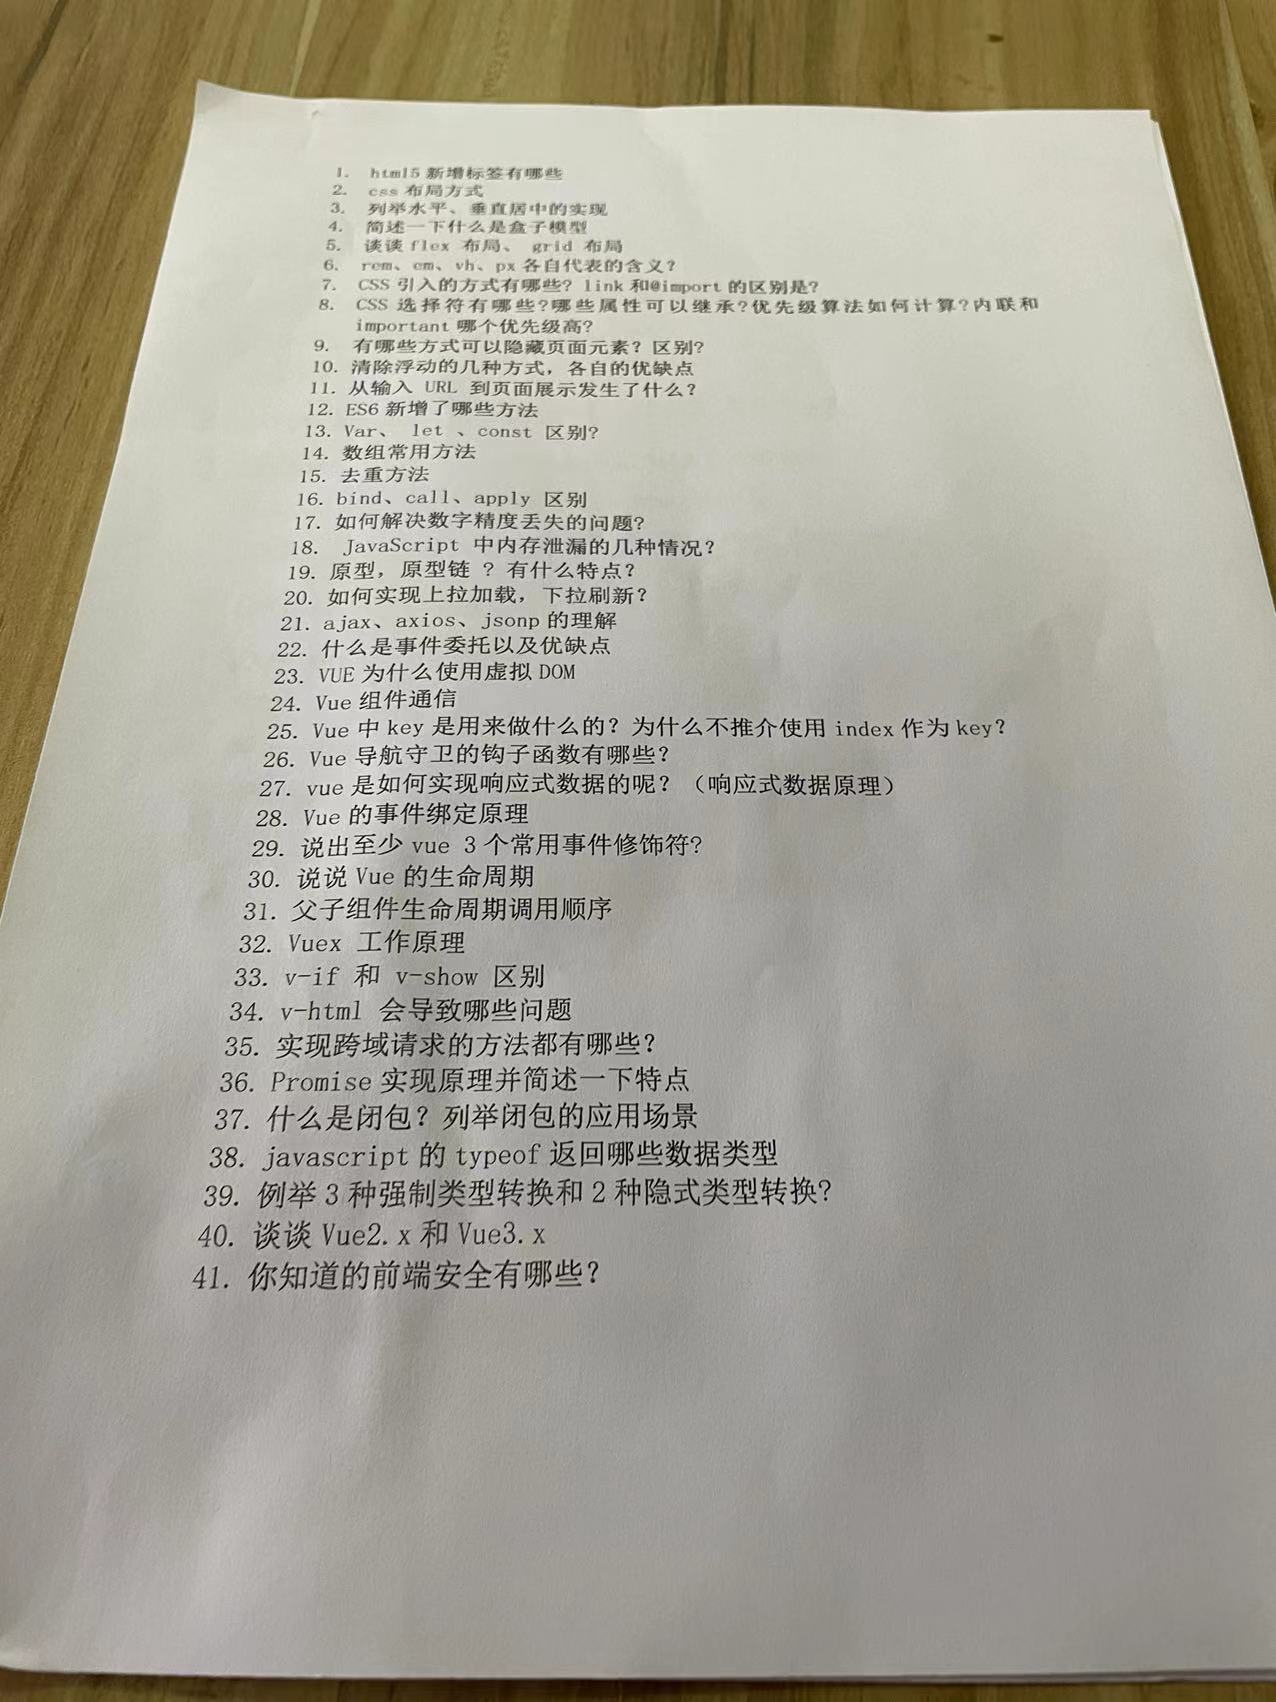 1. html5 新增标签有哪些
2. css 布局方式
3. 列举水平、垂直居中的实现
4. 简述一下什么是盒子模型
5. 谈谈 flex 布局、 grid 布局
6. rem、em、vh、px 各自代表的含义？
7. CSS 引入的方式有哪些? link 和@import 的区别是?
8. CSS 选择符有哪些?哪些属性可以继承?优先级算法如何计算?内联和
important 哪个优先级高?
9. 有哪些方式可以隐藏页面元素？区别?
10. 清除浮动的几种方式，各自的优缺点
11. 从输入 URL 到页面展示发生了什么？
12. ES6 新增了哪些方法
13. Var、 let 、const 区别?
14. 数组常用方法
15. 去重方法
16. bind、call、apply 区别
17. 如何解决数字精度丢失的问题?
18. JavaScript 中内存泄漏的几种情况？
19. 原型，原型链 ? 有什么特点？
20. 如何实现上拉加载，下拉刷新？
21. ajax、axios、jsonp 的理解
22. 什么是事件委托以及优缺点
23. VUE 为什么使用虚拟 DOM
24. Vue 组件通信
25. Vue 中 key 是用来做什么的？为什么不推介使用 index 作为 key？
26. Vue 导航守卫的钩子函数有哪些？
27. vue 是如何实现响应式数据的呢？（响应式数据原理）
28. Vue 的事件绑定原理
29. 说出至少 vue 3 个常用事件修饰符?
30. 说说 Vue 的生命周期
31. 父子组件生命周期调用顺序
32. Vuex 工作原理
33. v-if 和 v-show 区别
34. v-html 会导致哪些问题
35. 实现跨域请求的方法都有哪些？
36. Promise 实现原理并简述一下特点
37. 什么是闭包？列举闭包的应用场景
38. javascript 的 typeof 返回哪些数据类型
39. 例举 3 种强制类型转换和 2 种隐式类型转换?
40. 谈谈 Vue2.x 和 Vue3.x
41. 你知道的前端安全有哪些？